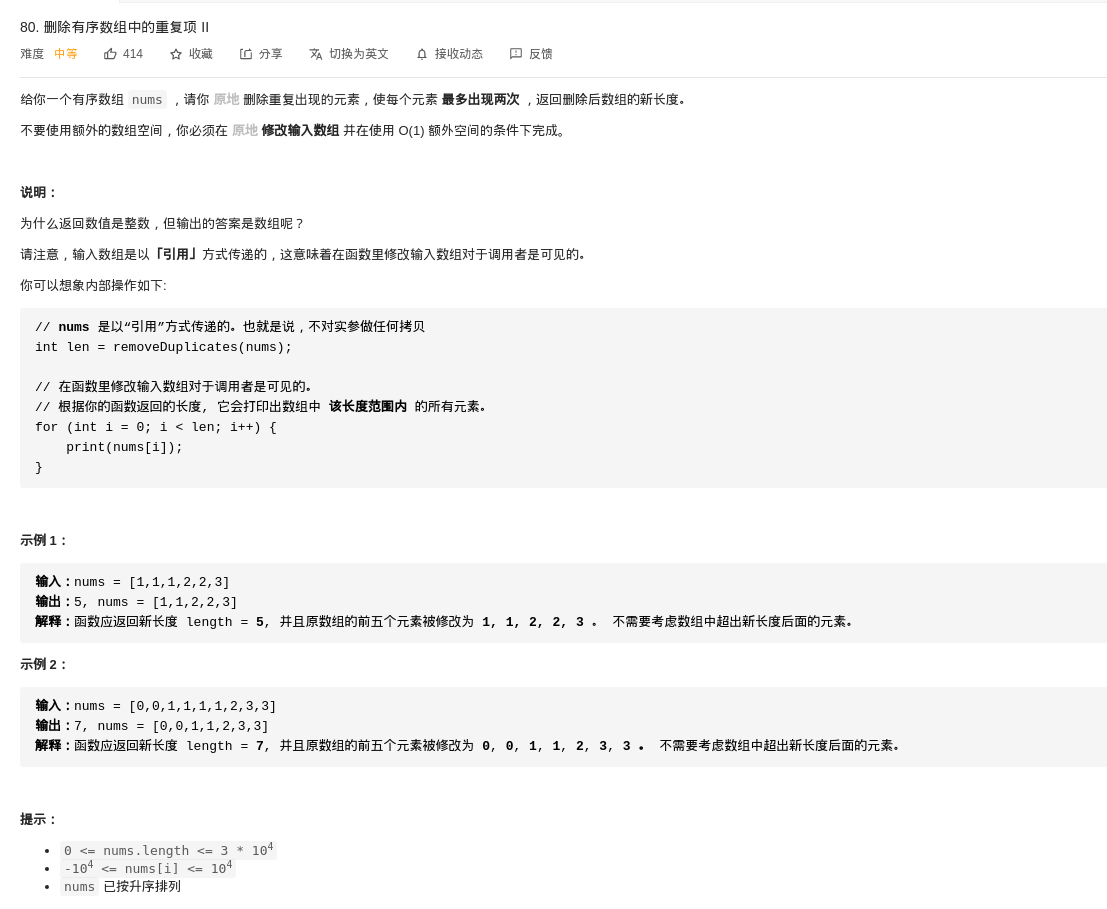 80. 删除有序数组中的重复项 II
难度 中等 414 收藏 分享 切换为英文 接收动态 反馈
给你一个有序数组 nums ，请你 原地 删除重复出现的元素，使每个元素 最多出现两次 ，返回删除后数组的新长度。
不要使用额外的数组空间，你必须在 原地 修改输入数组 并在使用 O(1) 额外空间的条件下完成。
说明：
为什么返回数值是整数，但输出的答案是数组呢？
请注意，输入数组是以「引用」方式传递的，这意味着在函数里修改输入数组对于调用者是可见的。
你可以想象内部操作如下:
// nums 是以“引用”方式传递的。也就是说，不对实参做任何拷贝
int len = removeDuplicates(nums);
// 在函数里修改输入数组对于调用者是可见的。
// 根据你的函数返回的长度, 它会打印出数组中 该长度范围内 的所有元素。
for (int i = 0; i < len; i++) {
    print(nums[i]);
}
示例 1：
输入：nums = [1,1,1,2,2,3]
输出：5, nums = [1,1,2,2,3]
解释：函数应返回新长度 length = 5, 并且原数组的前五个元素被修改为 1, 1, 2, 2, 3 。 不需要考虑数组中超出新长度后面的元素。
示例 2：
输入：nums = [0,0,1,1,1,1,2,3,3]
输出：7, nums = [0,0,1,1,2,3,3]
解释：函数应返回新长度 length = 7, 并且原数组的前五个元素被修改为 0, 0, 1, 1, 2, 3, 3 。 不需要考虑数组中超出新长度后面的元素。
提示：
0 <= nums.length <= 3 * 10⁴
-10⁴ <= nums[i] <= 10⁴
nums 已按升序排列